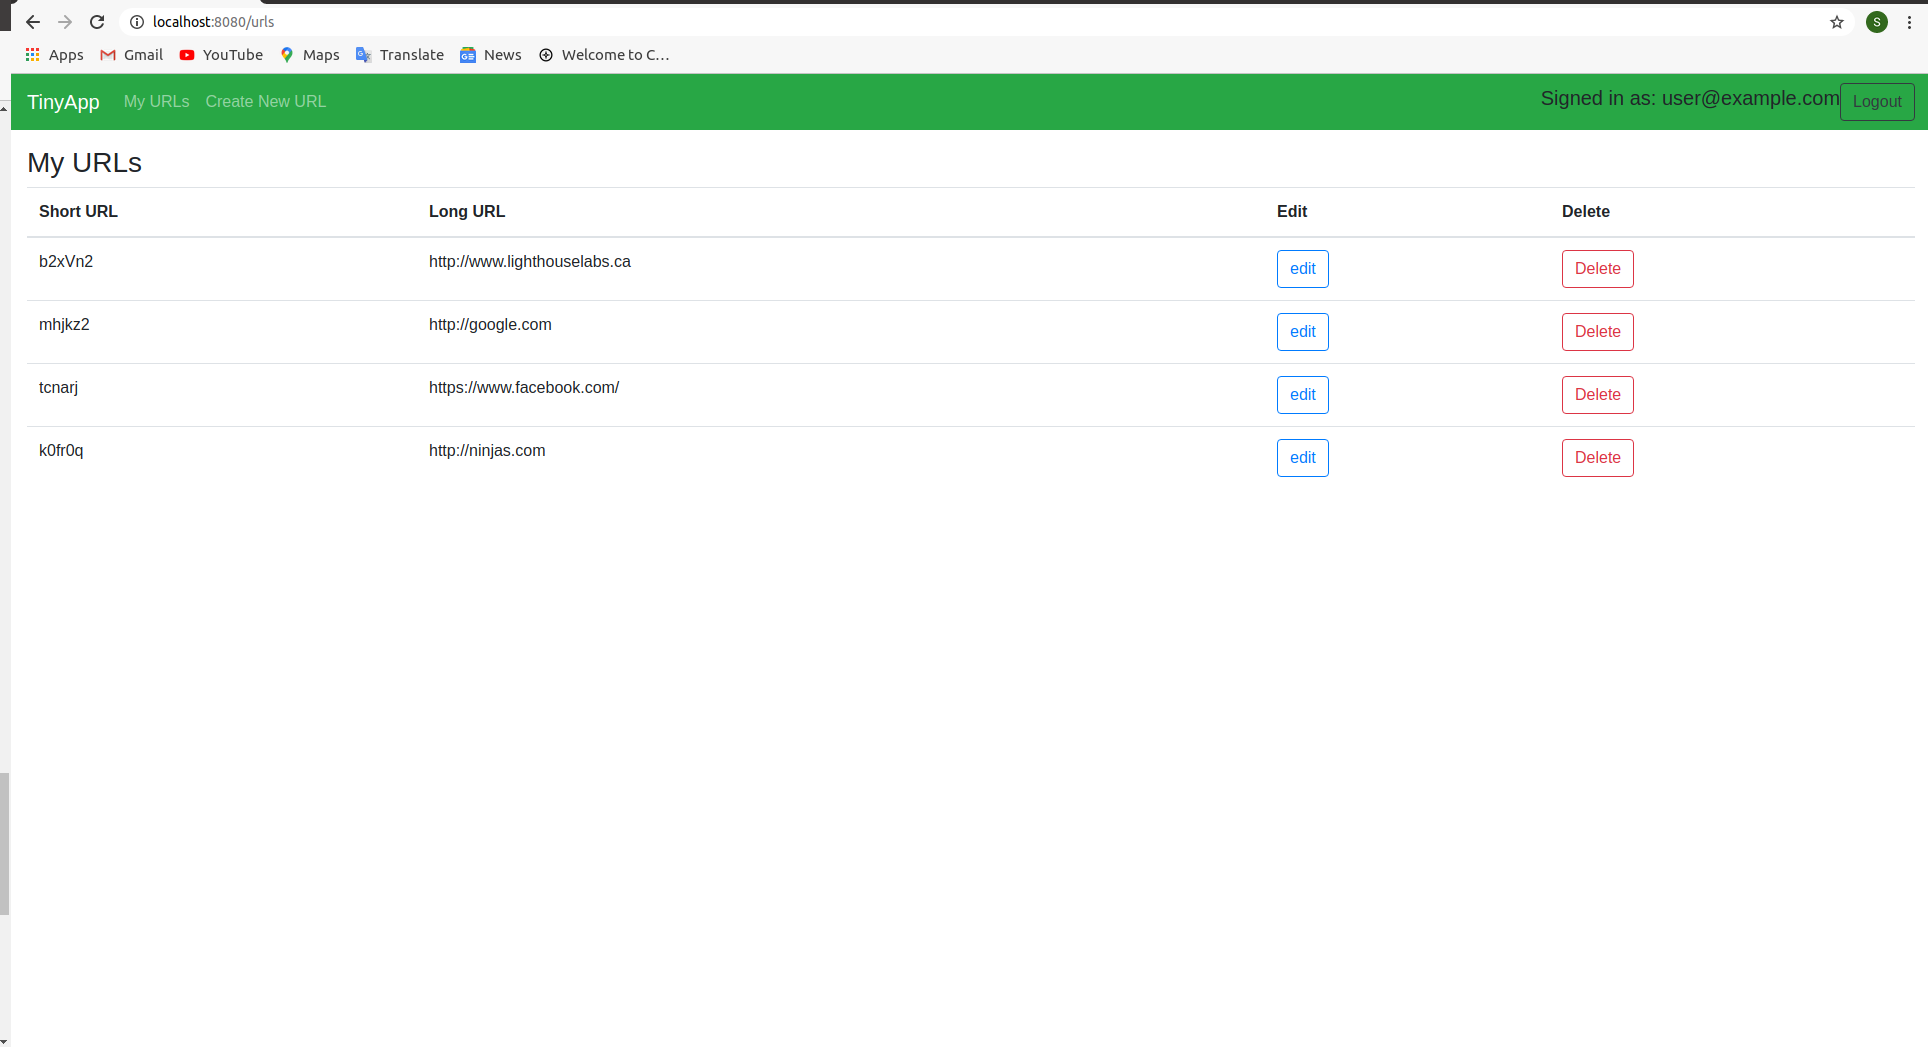 localhost:8080/urls
S
Apps Gmail YouTube Maps Translate News Welcome to C…
TinyApp My URLs Create New URL Signed in as: user@example.com Logout
My URLs
Short URL Long URL Edit Delete
b2xVn2 http://www.lighthouselabs.ca edit Delete
mhjkz2 http://google.com edit Delete
tcnarj https://www.facebook.com/ edit Delete
k0fr0q http://ninjas.com edit Delete